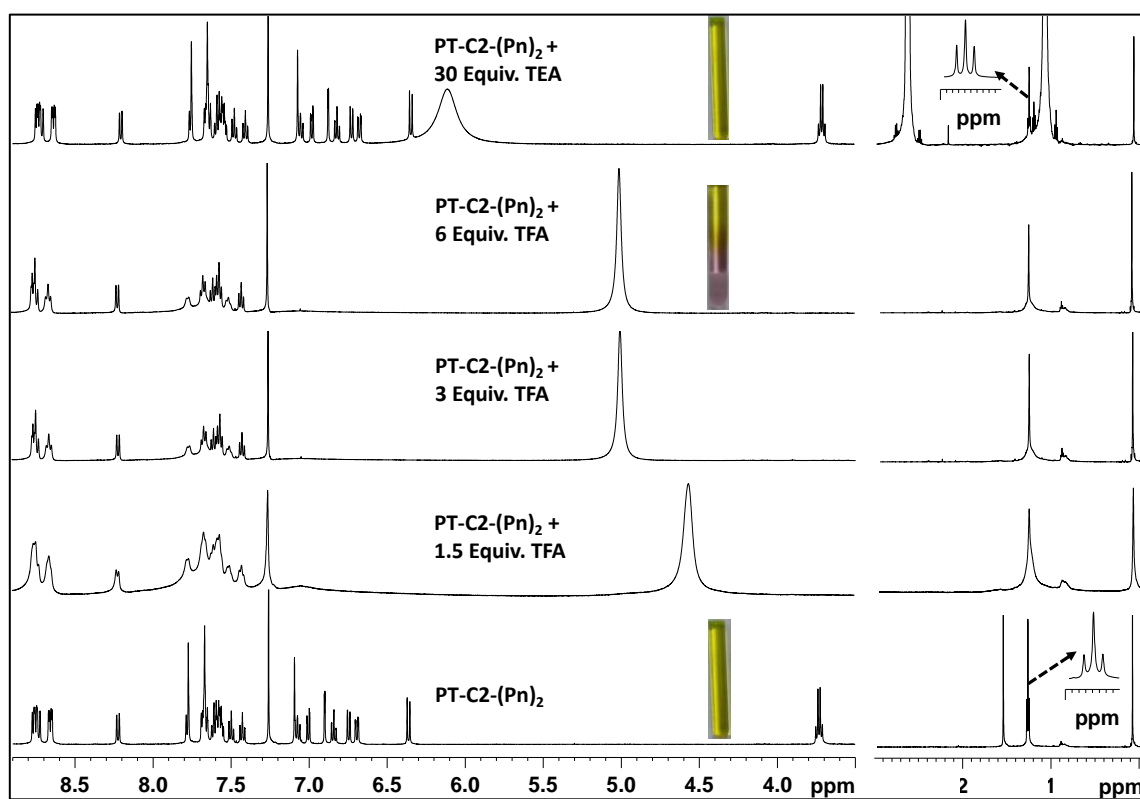 PT-C2-(Pn)2 +
30 Equiv. TEA
ppm
PT-C2-(Pn)2 +
6 Equiv. TFA
PT-C2-(Pn)2 +
3 Equiv. TFA
PT-C2-(Pn)2 +
1.5 Equiv. TFA
PT-C2-(Pn)2
ppm
8.5 8.0 7.5 7.0 6.5 6.0 5.5 5.0 4.5 4.0 ppm 2 1 ppm